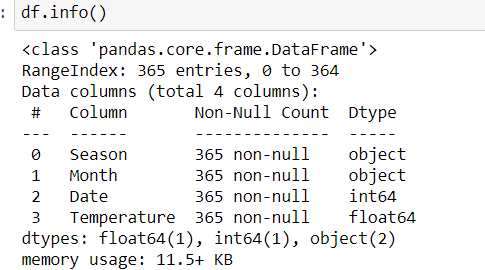 : df.info()
<class 'pandas.core.frame.DataFrame'>
RangeIndex: 365 entries, 0 to 364
Data columns (total 4 columns):
 #   Column       Non-Null Count  Dtype
---  ------       --------------  -----
 0   Season       365 non-null    object
 1   Month        365 non-null    object
 2   Date         365 non-null    int64
 3   Temperature  365 non-null    float64
dtypes: float64(1), int64(1), object(2)
memory usage: 11.5+ KB